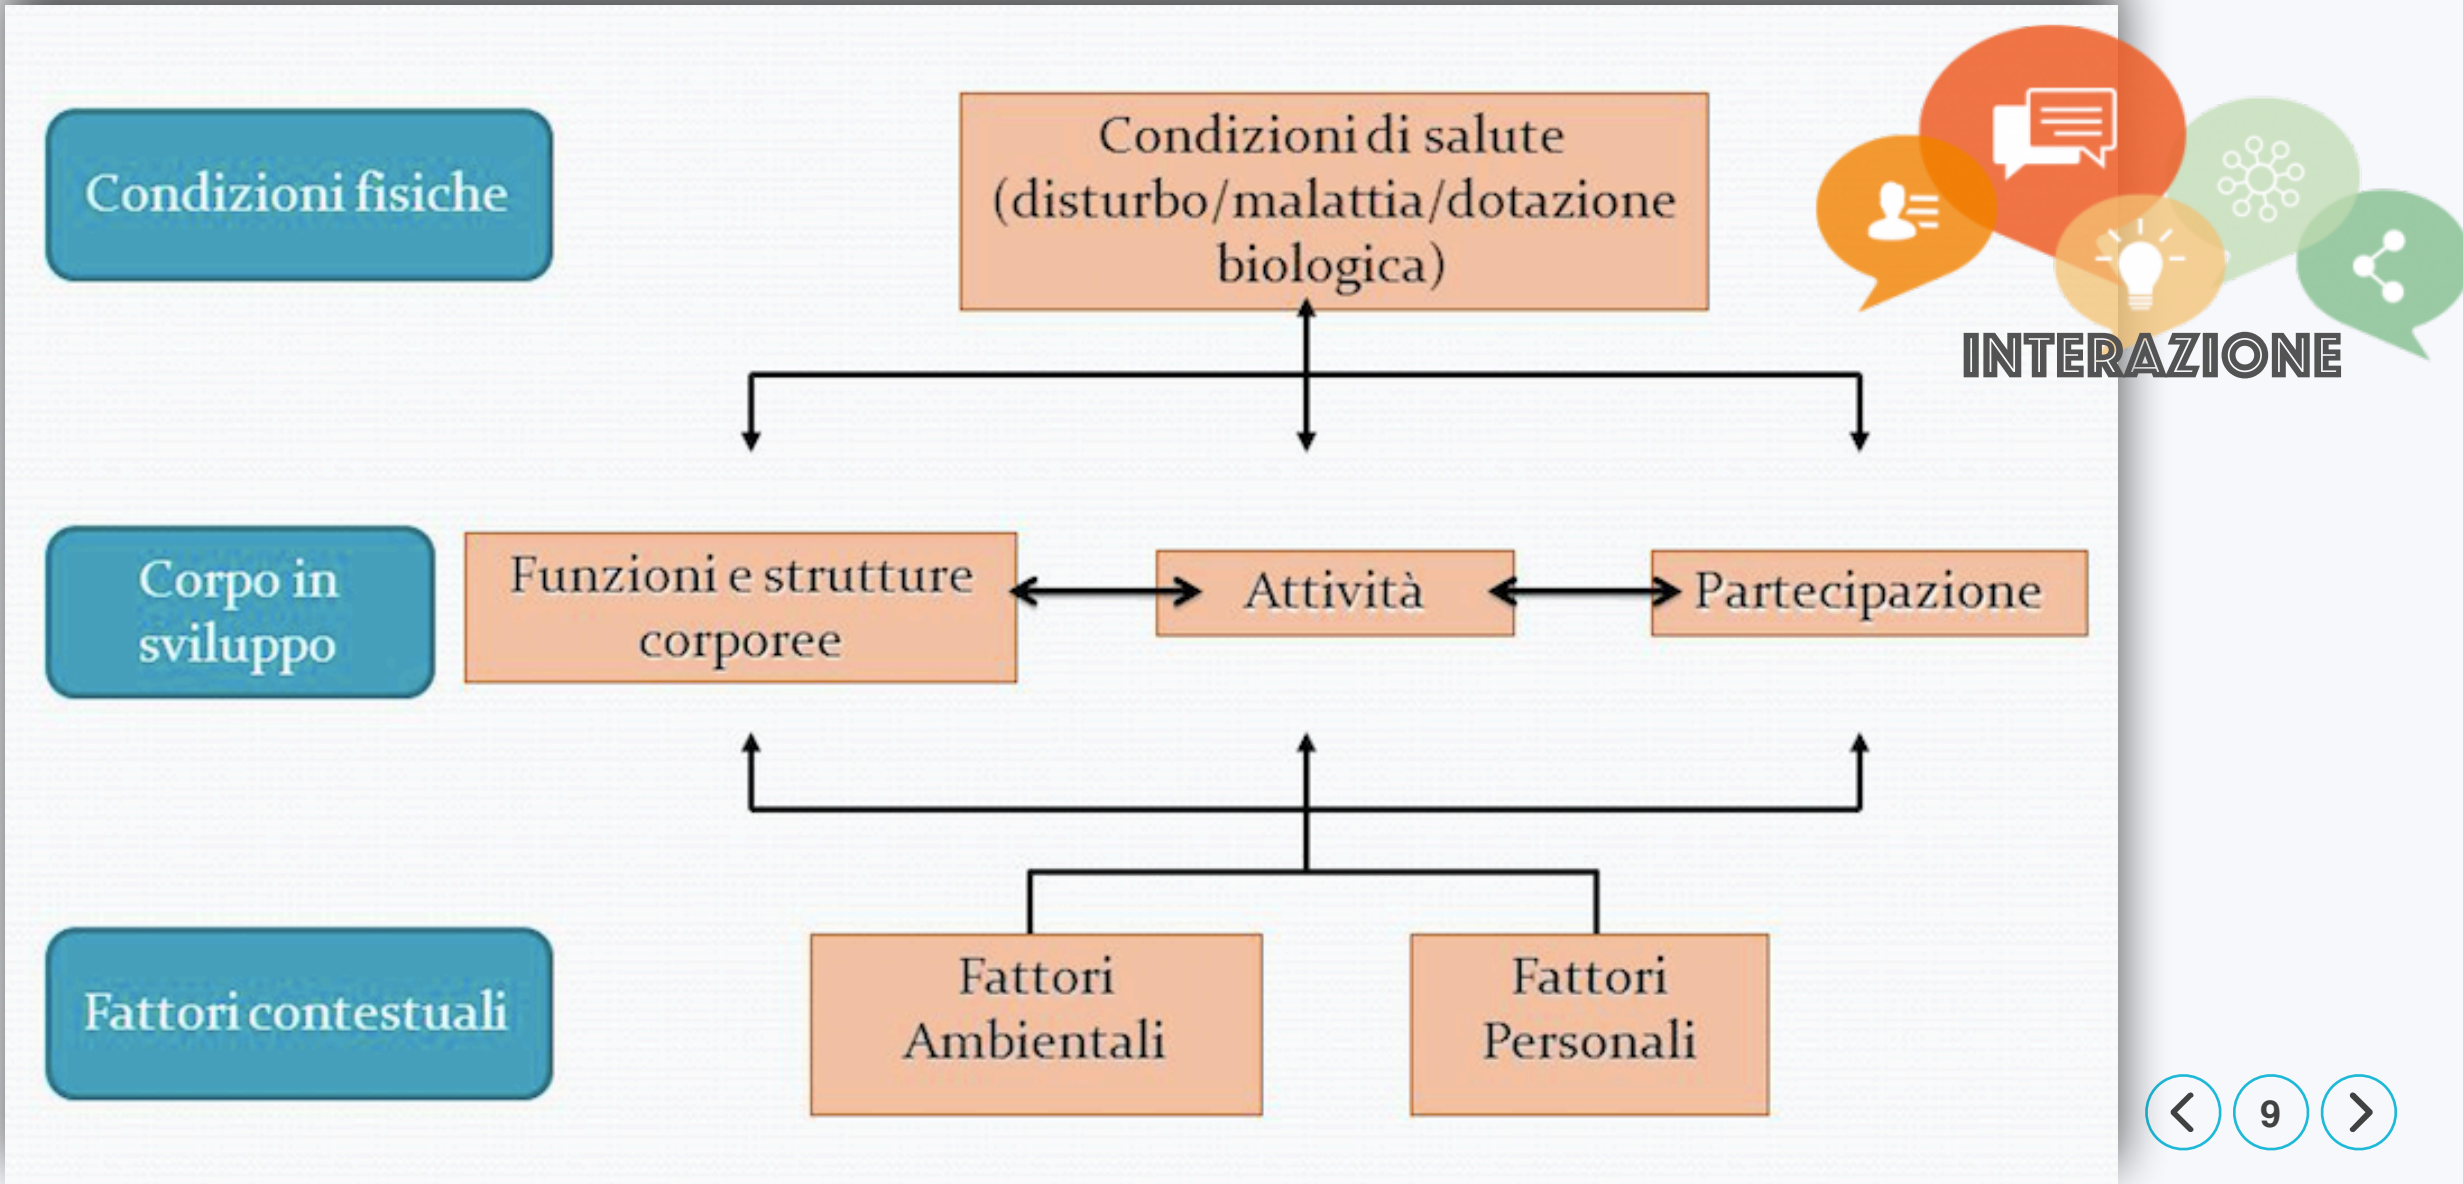 Condizioni fisiche
Condizioni di salute
(disturbo/malattia/dotazione
biologica)
INTERAZIONE
Corpo in
sviluppo
Funzioni e strutture
corporee
Attività
Partecipazione
Fattori contestuali
Fattori
Ambientali
Fattori
Personali
9